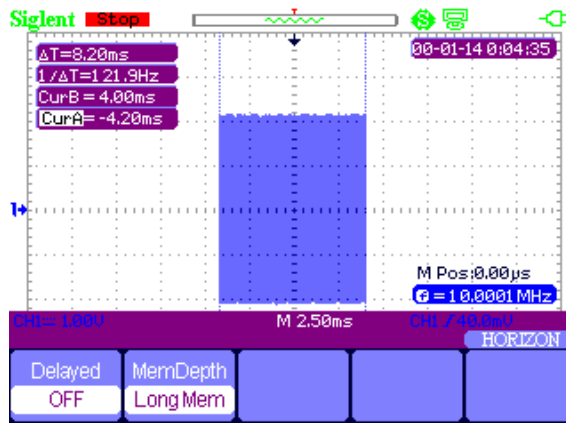 Siglent Stop
ΔT=8.20ms
1/ΔT=121.9Hz
CurB = 4.00ms
CurA= -4.20ms
00-01-14 0:04:35
1
M Pos:0.00µs
f = 10.0001MHz
CH1 1.00V M 2.50ms CH1 40.0mV
HORIZON
Delayed MemDepth
OFF Long Mem